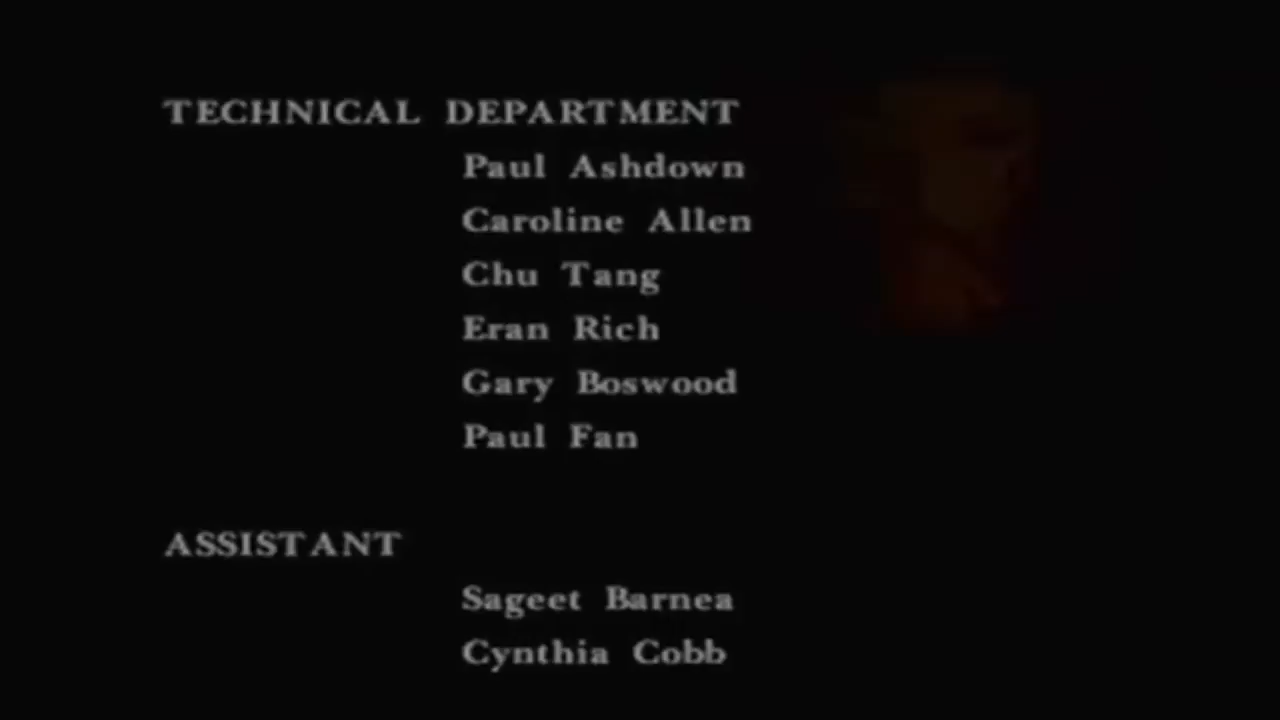 TECHNICAL DEPARTMENT
Paul Ashdown
Caroline Allen
Chu Tang
Eran Rich
Gary Boswood
Paul Fan
ASSISTANT
Sageet Barnea
Cynthia Cobb